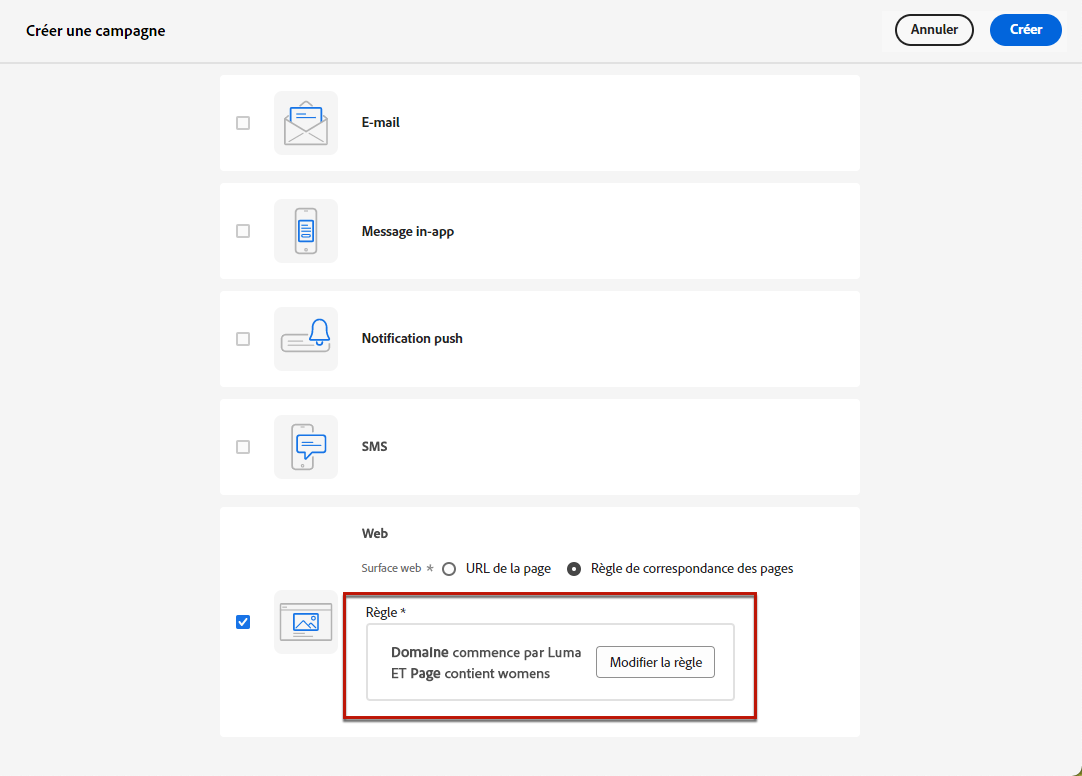 Créer une campagne
Annuler
Créer
E-mail
Message in-app
Notification push
SMS
Web
Surface web * URL de la page Règle de correspondance des pages
Règle *
Domaine commence par Luma
ET Page contient womens
Modifier la règle